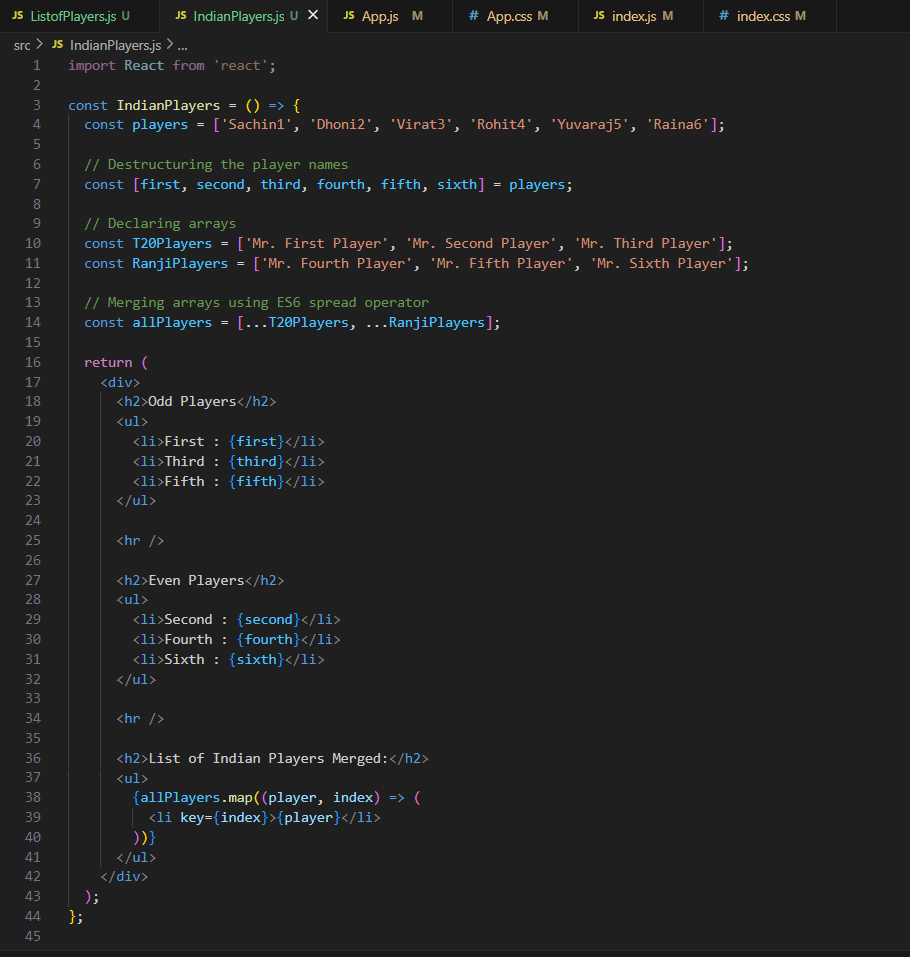 JS ListofPlayers.js U JS IndianPlayers.js U × JS App.js M # App.css M JS index.js M # index.css M
src > JS IndianPlayers.js > ...
1 import React from 'react';
2
3 const IndianPlayers = () => {
4 const players = ['Sachin1', 'Dhoni2', 'Virat3', 'Rohit4', 'Yuvaraj5', 'Raina6'];
5
6 // Destructuring the player names
7 const [first, second, third, fourth, fifth, sixth] = players;
8
9 // Declaring arrays
10 const T20Players = ['Mr. First Player', 'Mr. Second Player', 'Mr. Third Player'];
11 const RanjiPlayers = ['Mr. Fourth Player', 'Mr. Fifth Player', 'Mr. Sixth Player'];
12
13 // Merging arrays using ES6 spread operator
14 const allPlayers = [...T20Players, ...RanjiPlayers];
15
16 return (
17 <div>
18 <h2>Odd Players</h2>
19 <ul>
20 <li>First : {first}</li>
21 <li>Third : {third}</li>
22 <li>Fifth : {fifth}</li>
23 </ul>
24
25 <hr />
26
27 <h2>Even Players</h2>
28 <ul>
29 <li>Second : {second}</li>
30 <li>Fourth : {fourth}</li>
31 <li>Sixth : {sixth}</li>
32 </ul>
33
34 <hr />
35
36 <h2>List of Indian Players Merged:</h2>
37 <ul>
38 {allPlayers.map((player, index) => (
39 <li key={index}>{player}</li>
40 ))}
41 </ul>
42 </div>
43 );
44 };
45